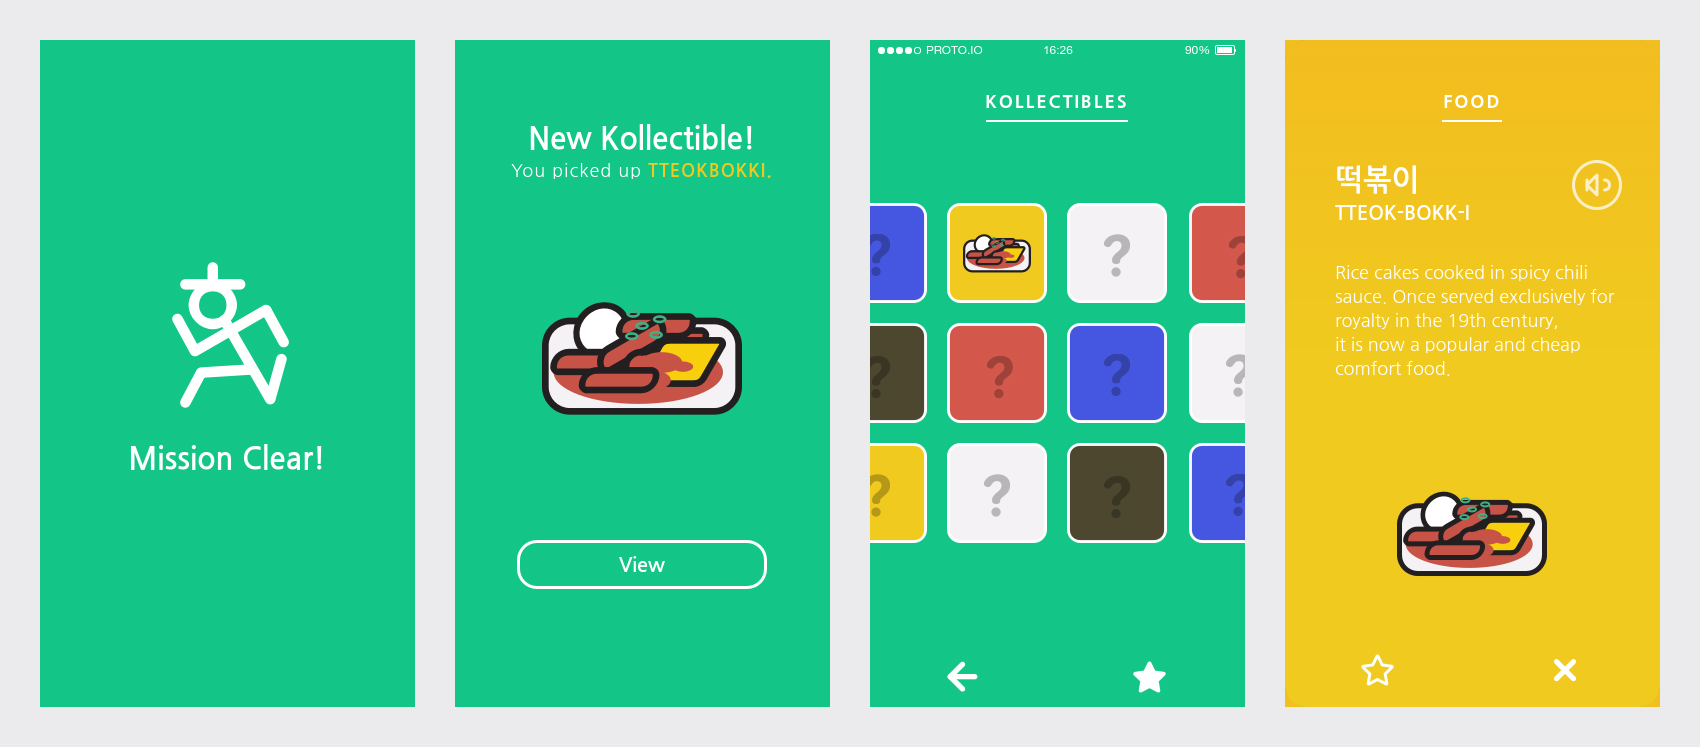 Mission Clear!
New Kollectible!
You picked up TTEOKBOKKI.
View
PROTO.IO 16:26 90%
KOLLECTIBLES
? ? ?
? ? ? ?
? ? ? ?
FOOD
떡볶이
TTEOK-BOKK-I
Rice cakes cooked in spicy chili
sauce. Once served exclusively for
royalty in the 19th century,
it is now a popular and cheap
comfort food.